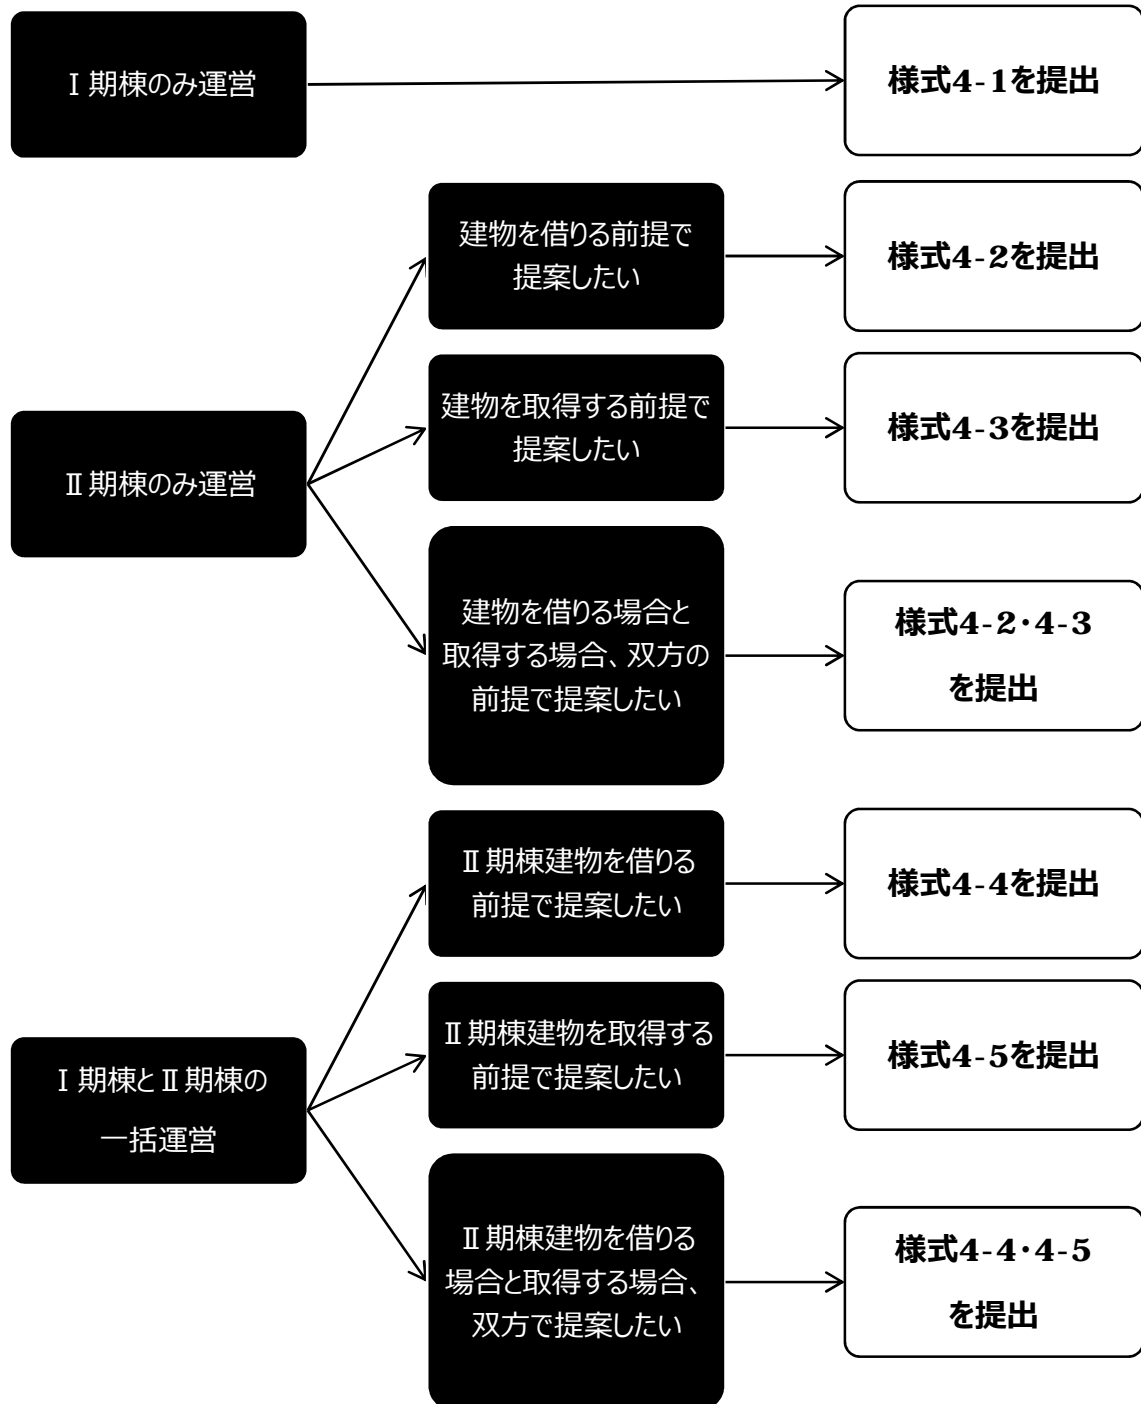 Ⅰ期棟のみ運営
様式4-1を提出
建物を借りる前提で
提案したい
様式4-2を提出
建物を取得する前提で
提案したい
様式4-3を提出
Ⅱ期棟のみ運営
建物を借りる場合と
取得する場合、双方の
前提で提案したい
様式4-2・4-3
を提出
Ⅱ期棟建物を借りる
前提で提案したい
様式4-4を提出
Ⅱ期棟建物を取得する
前提で提案したい
様式4-5を提出
Ⅰ期棟とⅡ期棟の
一括運営
Ⅱ期棟建物を借りる
場合と取得する場合、
双方で提案したい
様式4-4・4-5
を提出